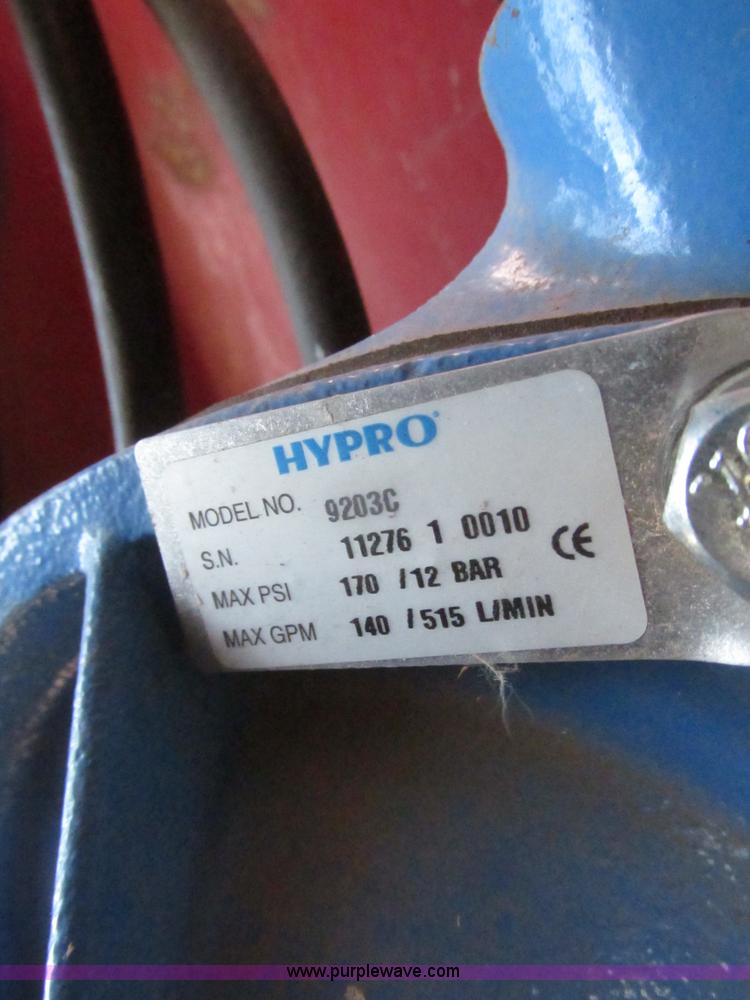 HYPRO®
MODEL NO. 9203C
S.N. 11276 1 0010 CE
MAX PSI 170 / 12 BAR
MAX GPM 140 / 515 L/MIN
www.purplewave.com